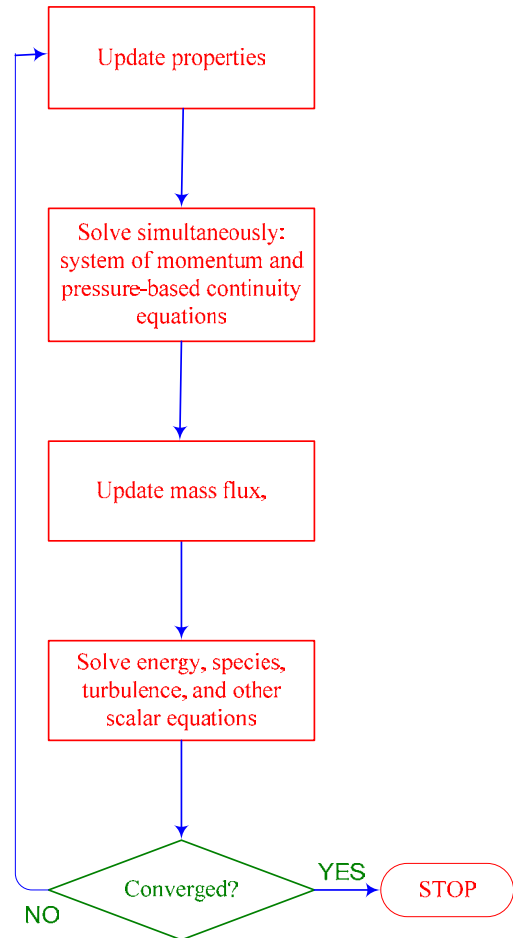 Update properties
Solve simultaneously:
system of momentum and
pressure-based continuity
equations
Update mass flux,
Solve energy, species,
turbulence, and other
scalar equations
Converged?
YES
STOP
NO